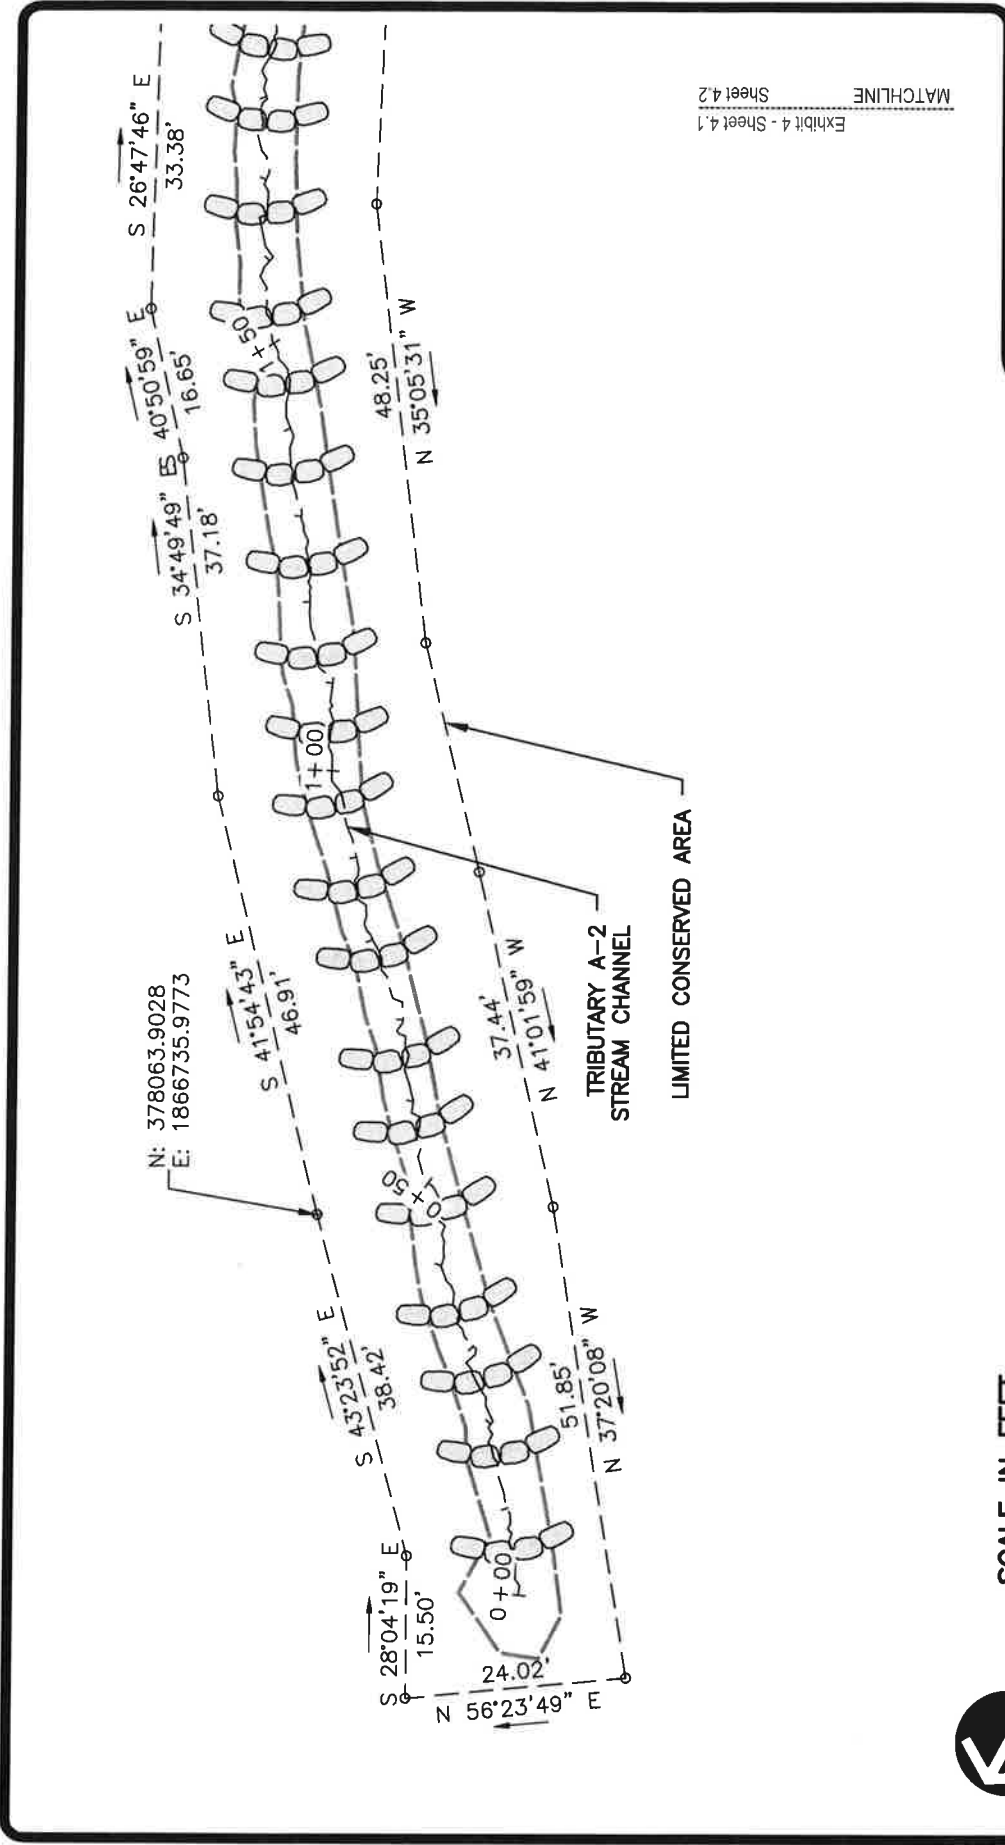 MATCHLINE Sheet 4.2
Exhibit 4 - Sheet 4.1
S 26°47'46" E
33.38'
S 40°50'59" E
16.65'
S 34°49'49" E
37.18'
S 41°54'43" E
46.91'
N: 378063.9028
E: 1866735.9773
S 43°23'52" E
38.42'
S 28°04'19" E
15.50'
24.02'
N 56°23'49" E
0+00
0+50
1+00
1+50
48.25'
N 35°05'31" W
37.44'
N 41°01'59" W
51.85'
N 37°20'08" W
TRIBUTARY A-2
STREAM CHANNEL
LIMITED CONSERVED AREA
SCALE IN FEET